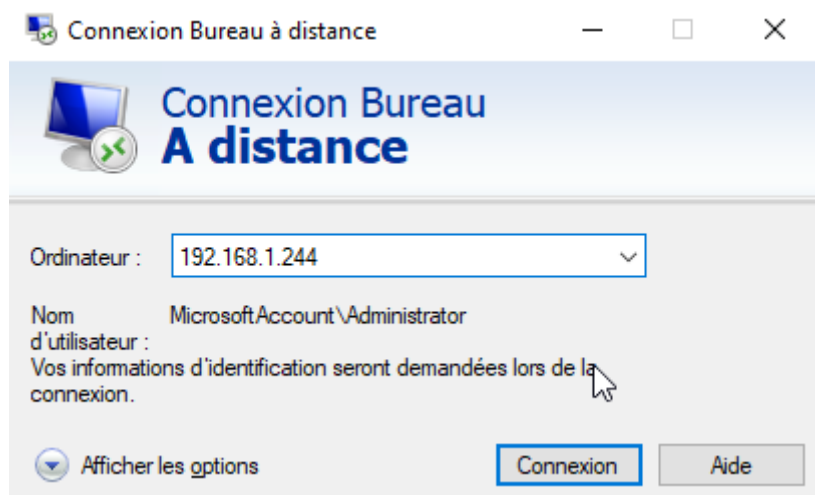 Connexion Bureau à distance
Connexion Bureau
A distance
Ordinateur : 192.168.1.244
Nom MicrosoftAccount\Administrator
d'utilisateur :
Vos informations d'identification seront demandées lors de la
connexion.
Afficher les options Connexion Aide